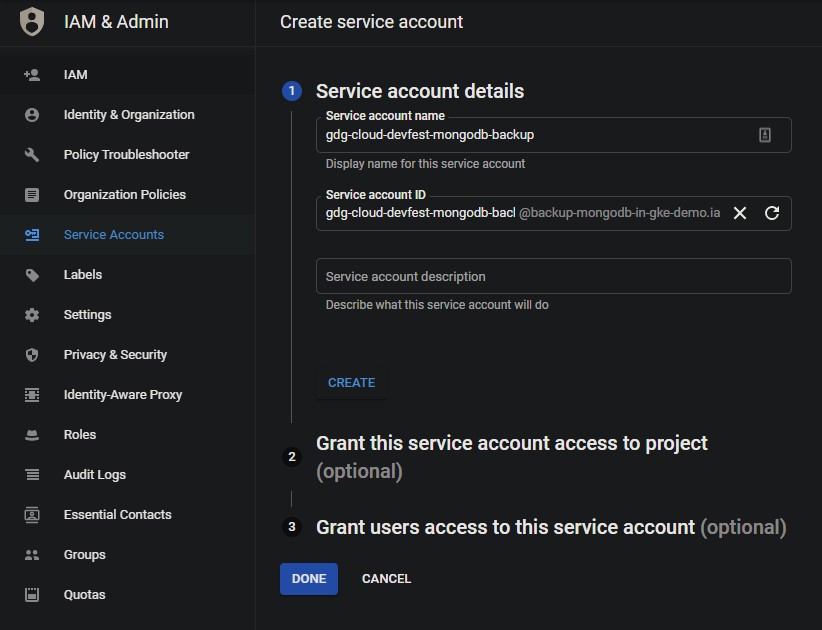 IAM & Admin
Create service account
IAM
Identity & Organization
Policy Troubleshooter
Organization Policies
Service Accounts
Labels
Settings
Privacy & Security
Identity-Aware Proxy
Roles
Audit Logs
Essential Contacts
Groups
Quotas
1 Service account details
Service account name
gdg-cloud-devfest-mongodb-backup
Display name for this service account
Service account ID
gdg-cloud-devfest-mongodb-bacl @backup-mongodb-in-gke-demo.ia
Service account description
Describe what this service account will do
CREATE
2 Grant this service account access to project
(optional)
3 Grant users access to this service account (optional)
DONE CANCEL